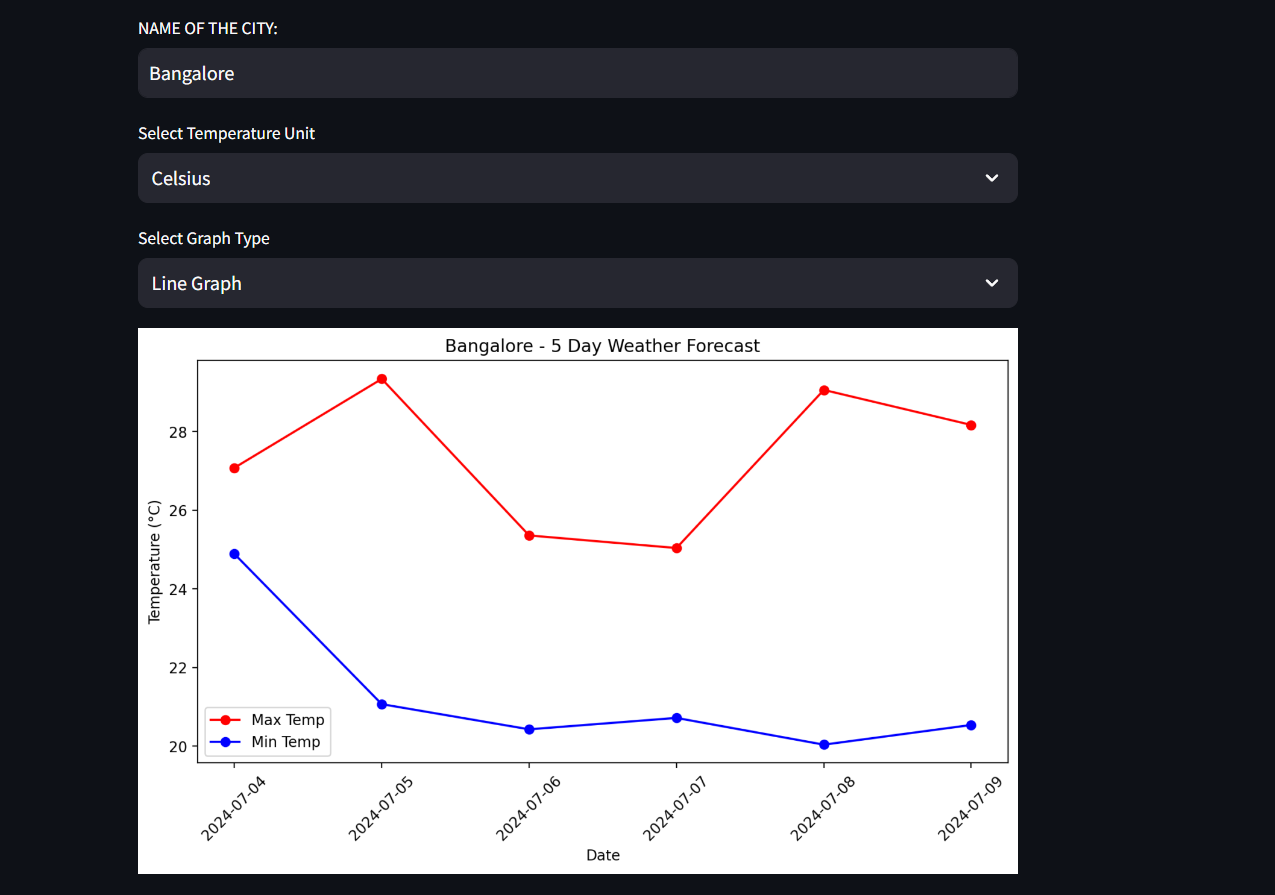 NAME OF THE CITY:
Bangalore
Select Temperature Unit
Celsius
Select Graph Type
Line Graph
Bangalore - 5 Day Weather Forecast
Temperature (°C)
28
26
24
22
20
Max Temp
Min Temp
2024-07-04
2024-07-05
2024-07-06
2024-07-07
2024-07-08
2024-07-09
Date